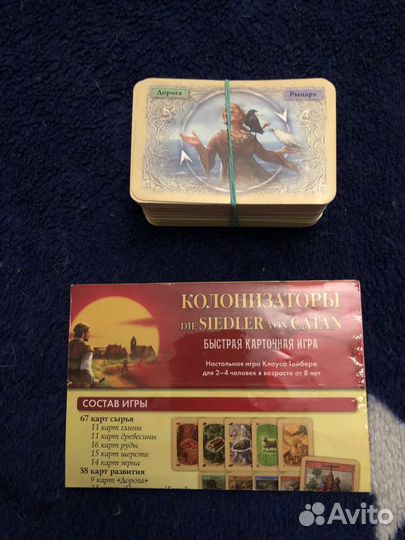 Дорога
Рыцарь
КОЛОНИЗАТОРЫ
DIE SIEDLER VON CATAN
БЫСТРАЯ КАРТОЧНАЯ ИГРА
Настольная игра Клауса Тойбера
для 2–4 человек в возрасте от 8 лет
СОСТАВ ИГРЫ
67 карт сырья
11 карт глины
11 карт древесины
16 карт руды
15 карт шерсти
14 карт зерна
38 карт развития
9 карт «Дорога»
Avito